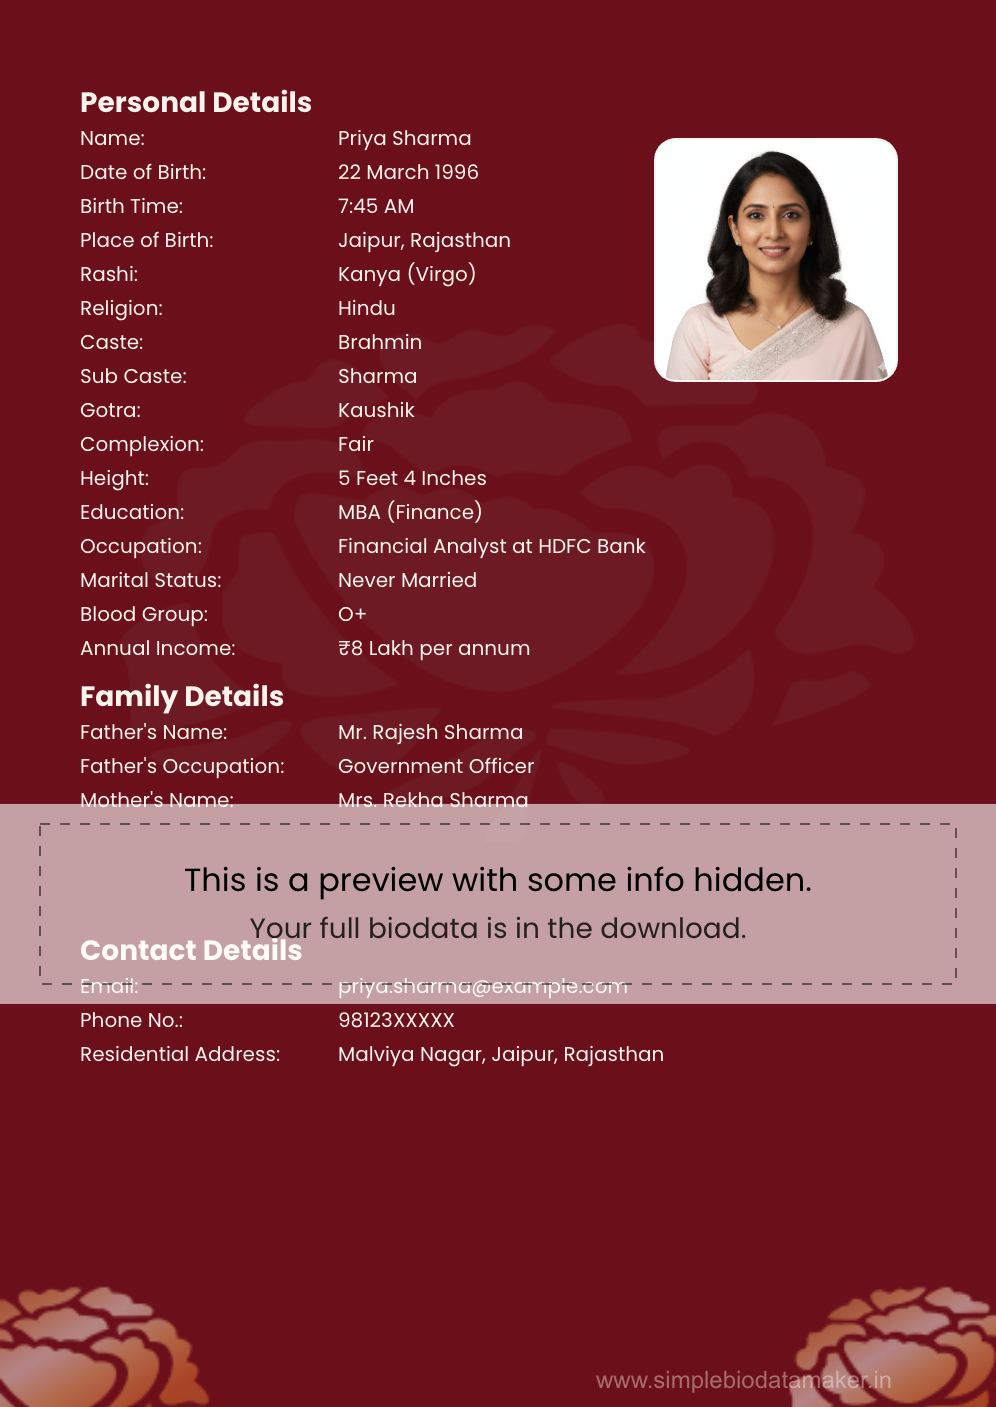 Personal Details
Name: Priya Sharma
Date of Birth: 22 March 1996
Birth Time: 7:45 AM
Place of Birth: Jaipur, Rajasthan
Rashi: Kanya (Virgo)
Religion: Hindu
Caste: Brahmin
Sub Caste: Sharma
Gotra: Kaushik
Complexion: Fair
Height: 5 Feet 4 Inches
Education: MBA (Finance)
Occupation: Financial Analyst at HDFC Bank
Marital Status: Never Married
Blood Group: O+
Annual Income: ₹8 Lakh per annum
Family Details
Father's Name: Mr. Rajesh Sharma
Father's Occupation: Government Officer
Mother's Name: Mrs. Rekha Sharma
This is a preview with some info hidden.
Your full biodata is in the download.
Contact Details
Email: priya.sharma@example.com
Phone No.: 98123XXXXX
Residential Address: Malviya Nagar, Jaipur, Rajasthan
www.simplebiodatamaker.in